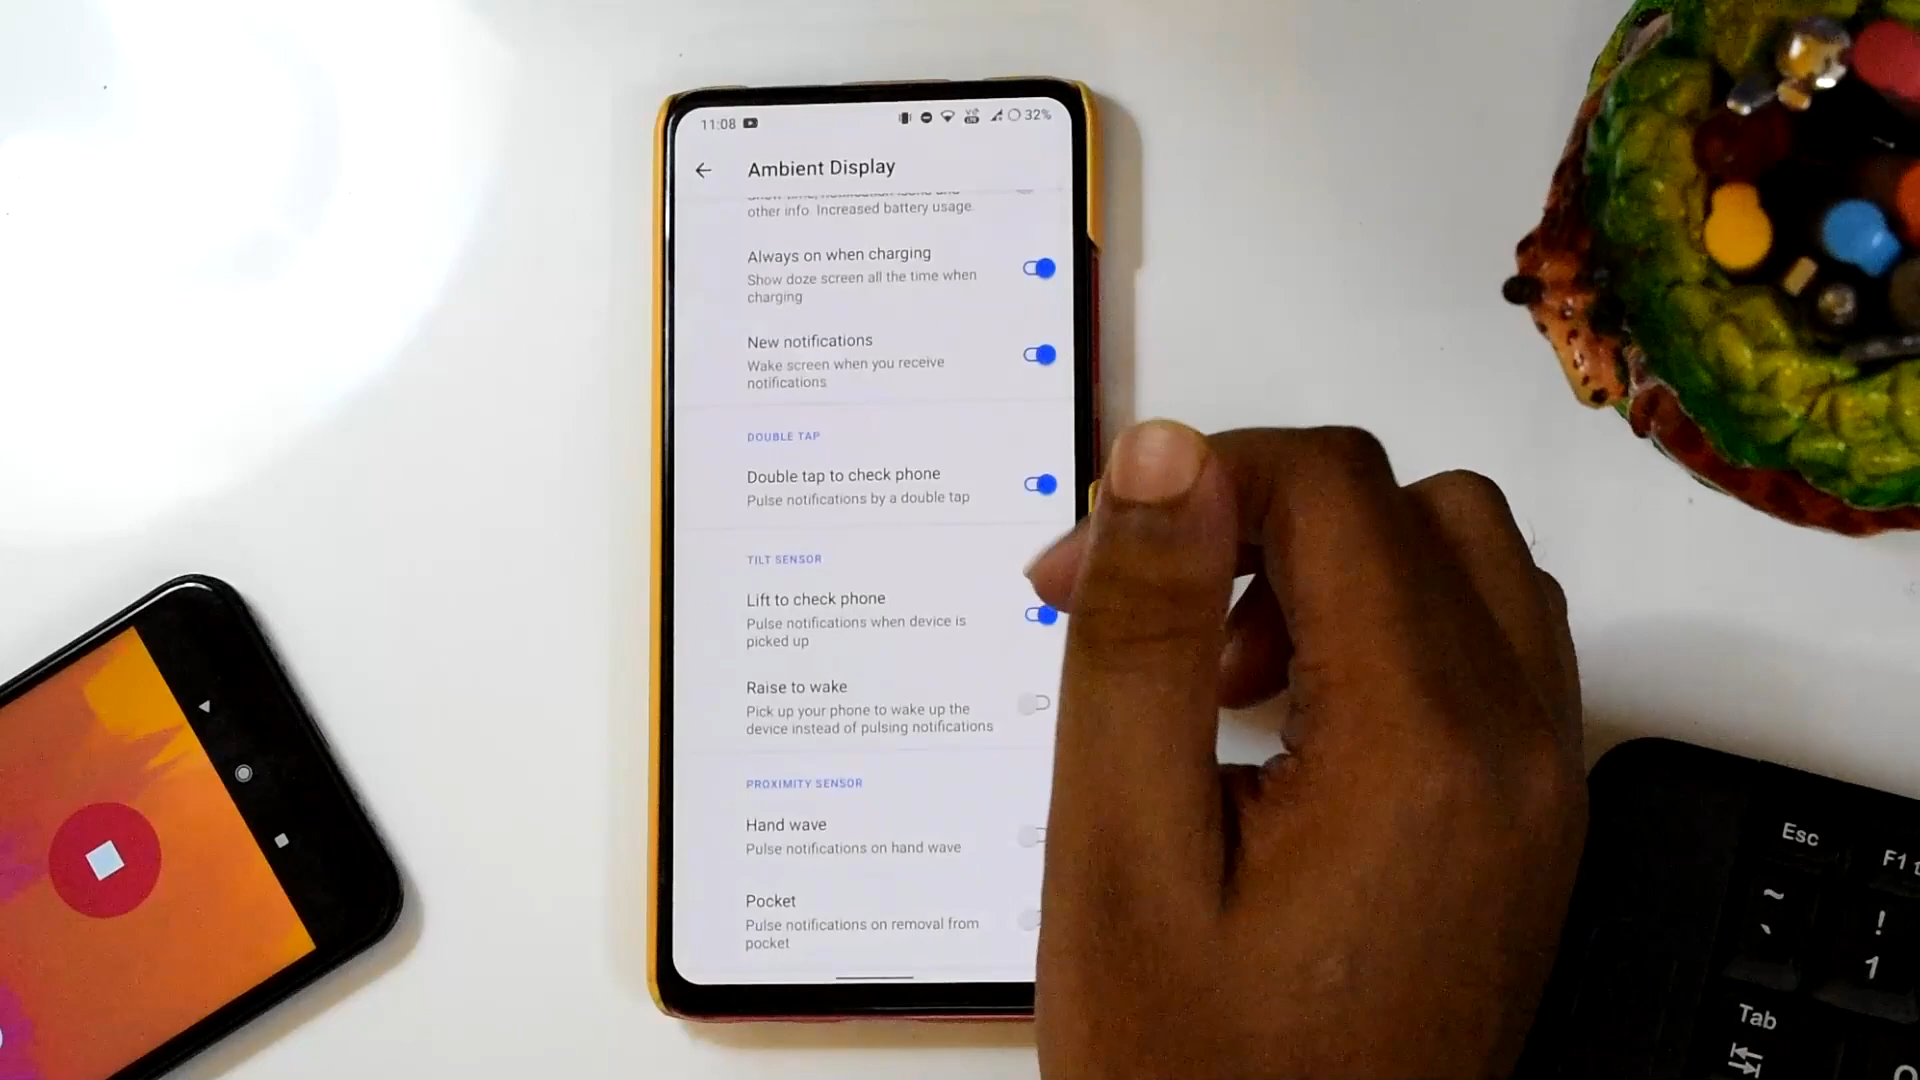 11:08
32%
Ambient Display
other info. Increased battery usage.
Always on when charging
Show doze screen all the time when
charging
New notifications
Wake screen when you receive
notifications
DOUBLE TAP
Double tap to check phone
Pulse notifications by a double tap
TILT SENSOR
Lift to check phone
Pulse notifications when device is
picked up
Raise to wake
Pick up your phone to wake up the
device instead of pulsing notifications
PROXIMITY SENSOR
Hand wave
Pulse notifications on hand wave
Pocket
Pulse notifications on removal from
pocket
Esc
F1
~
`
!
1
Tab